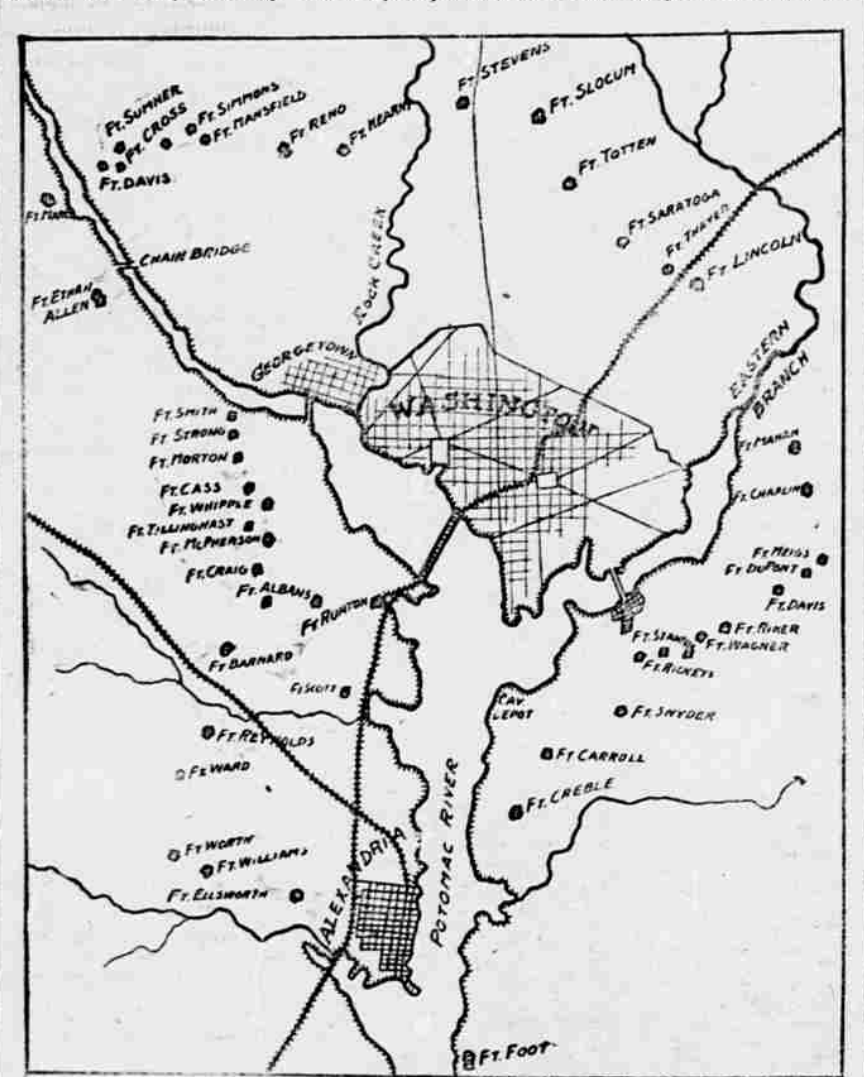 FT. STEVENS
FT. SLOCUM
FT. SUMNER
FT. CROSS
FT. SIMMONS
FT. MANSFIELD
FT. RENO
FT. KEARNY
FT. TOTTEN
FT. DAVIS
FT. MARCY
FT. SARATOGA
FT. THAYER
FT. LINCOLN
ROCK CREEK
CHAIN BRIDGE
FT. ETHAN
ALLEN
GEORGETOWN
EASTERN
BRANCH
WASHINGTON
FT. SMITH
FT. STRONG
FT. MORTON
FT. MAHAN
FT. CASS
FT. WHIPPLE
FT. CHAPLIN
FT. TILLINGHAST
FT. McPHERSON
FT. CRAIG
FT. MEIGS
FT. DUPONT
FT. ALBANS
FT. RUNYON
FT. DAVIS
FT. RIKER
FT. STANTON
FT. WAGNER
FT. RICKETS
FT BARNARD
FT SCOTT
CAV.
DEPOT
FT. SNYDER
FT. REYNOLDS
FT. WARD
FT CARROLL
FT. CREBLE
POTOMAC RIVER
FT WORTH
FT. WILLIAMS
FT. ELLSWORTH
ALEXANDRIA
FT. FOOT